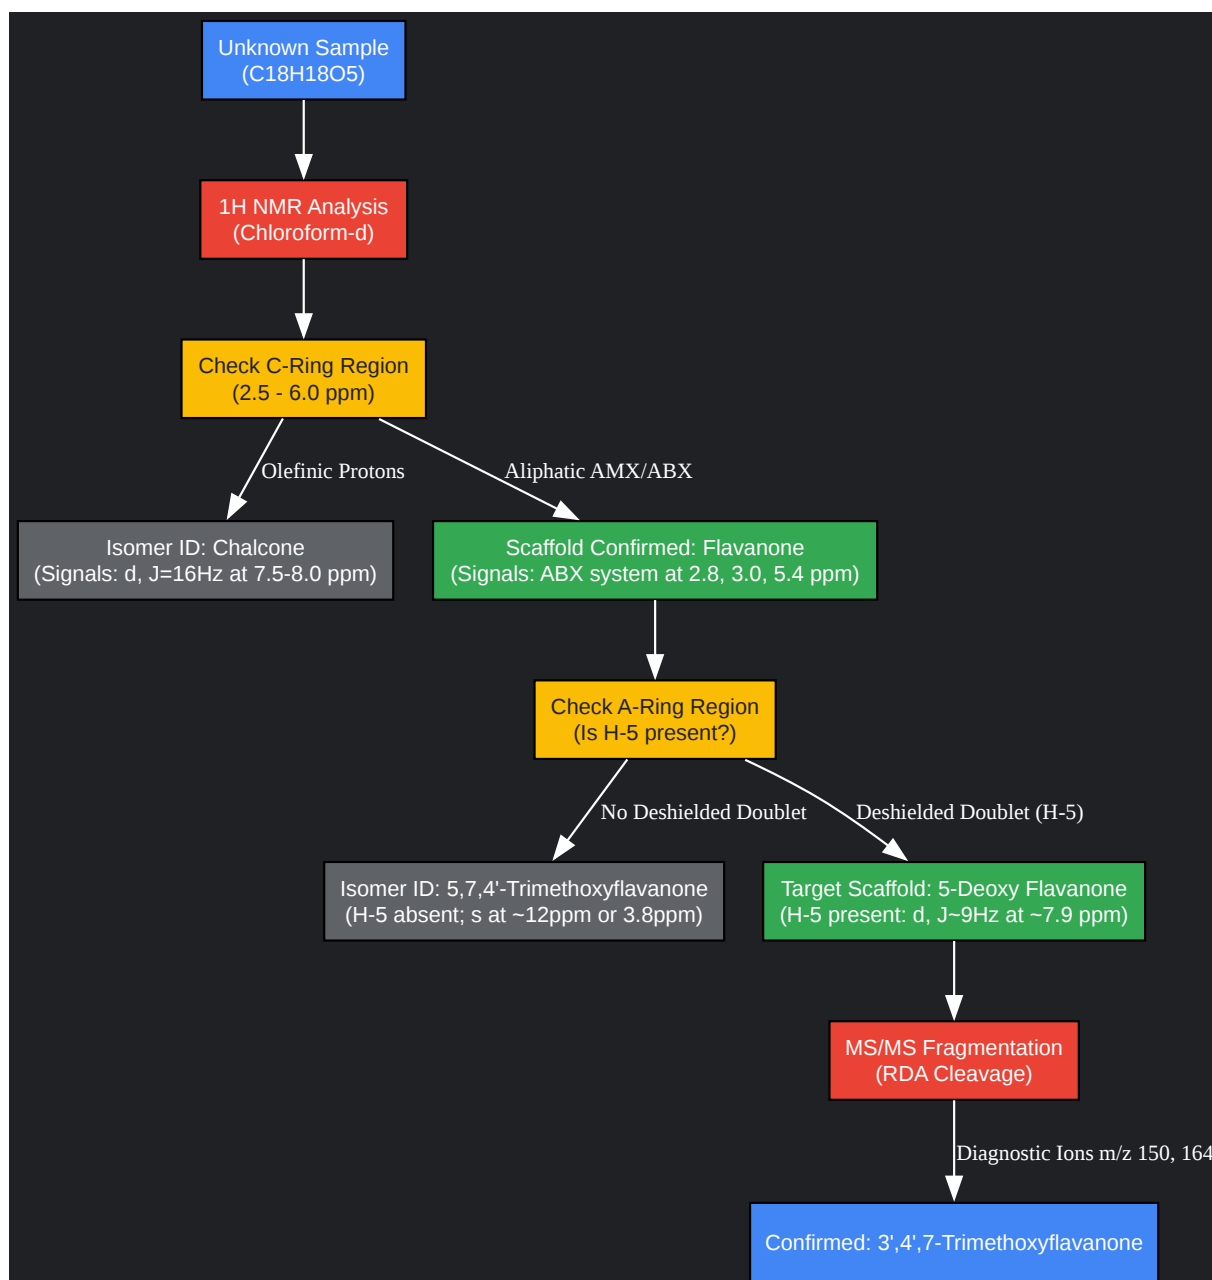 Unknown Sample
(C18H18O5)
1H NMR Analysis
(Chloroform-d)
Check C-Ring Region
(2.5 - 6.0 ppm)
Olefinic Protons
Aliphatic AMX/ABX
Isomer ID: Chalcone
(Signals: d, J=16Hz at 7.5-8.0 ppm)
Scaffold Confirmed: Flavanone
(Signals: ABX system at 2.8, 3.0, 5.4 ppm)
Check A-Ring Region
(Is H-5 present?)
No Deshielded Doublet
Deshielded Doublet (H-5)
Isomer ID: 5,7,4'-Trimethoxyflavanone
(H-5 absent; s at ~12ppm or 3.8ppm)
Target Scaffold: 5-Deoxy Flavanone
(H-5 present: d, J~9Hz at ~7.9 ppm)
MS/MS Fragmentation
(RDA Cleavage)
Diagnostic Ions m/z 150, 164
Confirmed: 3',4',7-Trimethoxyflavanone